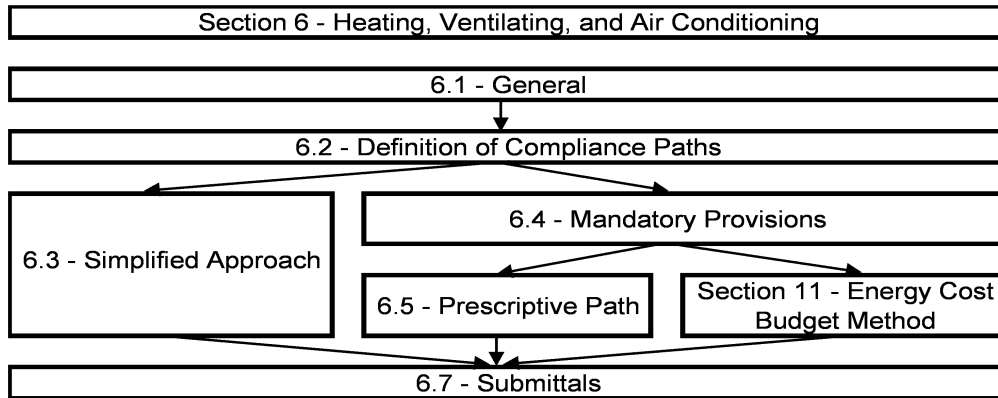 Section 6 - Heating, Ventilating, and Air Conditioning
6.1 - General
6.2 - Definition of Compliance Paths
6.3 - Simplified Approach
6.4 - Mandatory Provisions
6.5 - Prescriptive Path
Section 11 - Energy Cost
Budget Method
6.7 - Submittals